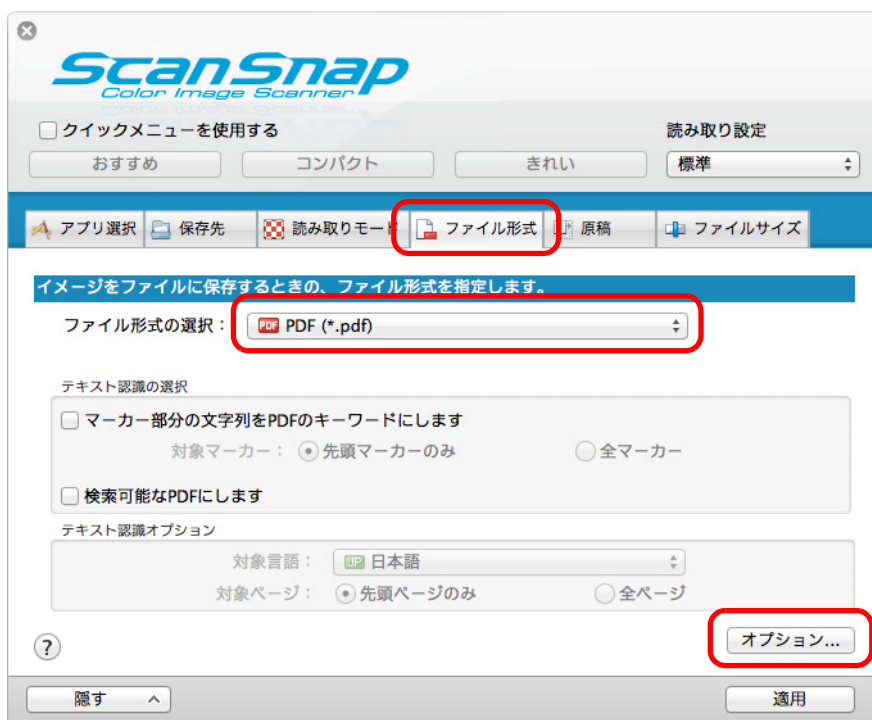 ScanSnap
Color Image Scanner
クイックメニューを使用する
読み取り設定
おすすめ
コンパクト
きれい
標準
アプリ選択
保存先
読み取りモード
ファイル形式
原稿
ファイルサイズ
イメージをファイルに保存するときの、ファイル形式を指定します。
ファイル形式の選択：
PDF PDF (*.pdf)
テキスト認識の選択
マーカー部分の文字列をPDFのキーワードにします
対象マーカー： 先頭マーカーのみ 全マーカー
検索可能なPDFにします
テキスト認識オプション
対象言語： JP 日本語
対象ページ： 先頭ページのみ 全ページ
?
オプション...
隠す
適用